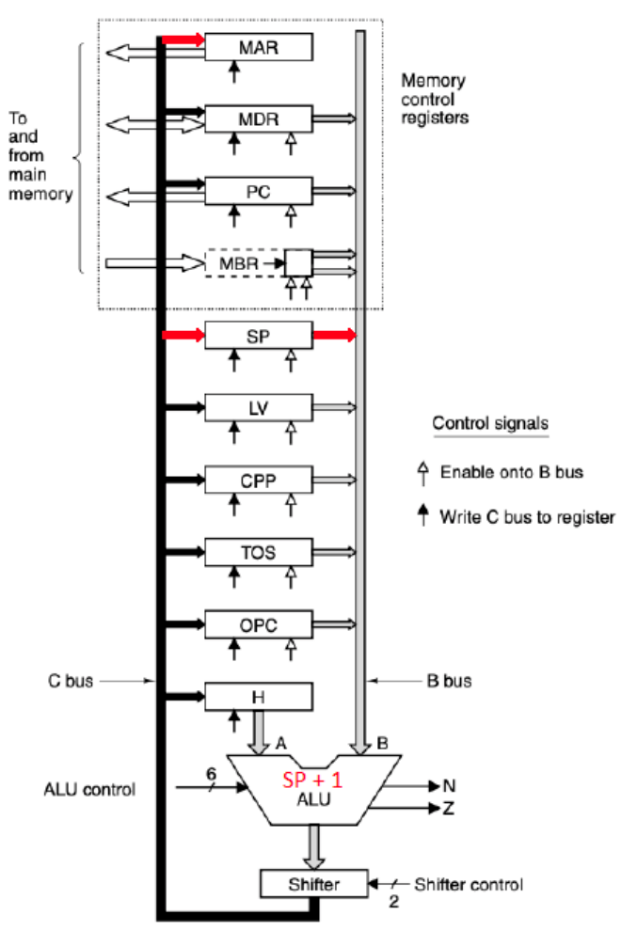 MAR
Memory
control
registers
To
and
from
main
memory
MDR
PC
MBR
SP
LV
Control signals
Enable onto B bus
CPP
Write C bus to register
TOS
OPC
C bus
B bus
H
A
B
ALU control
6
SP + 1
ALU
N
Z
Shifter
Shifter control
2